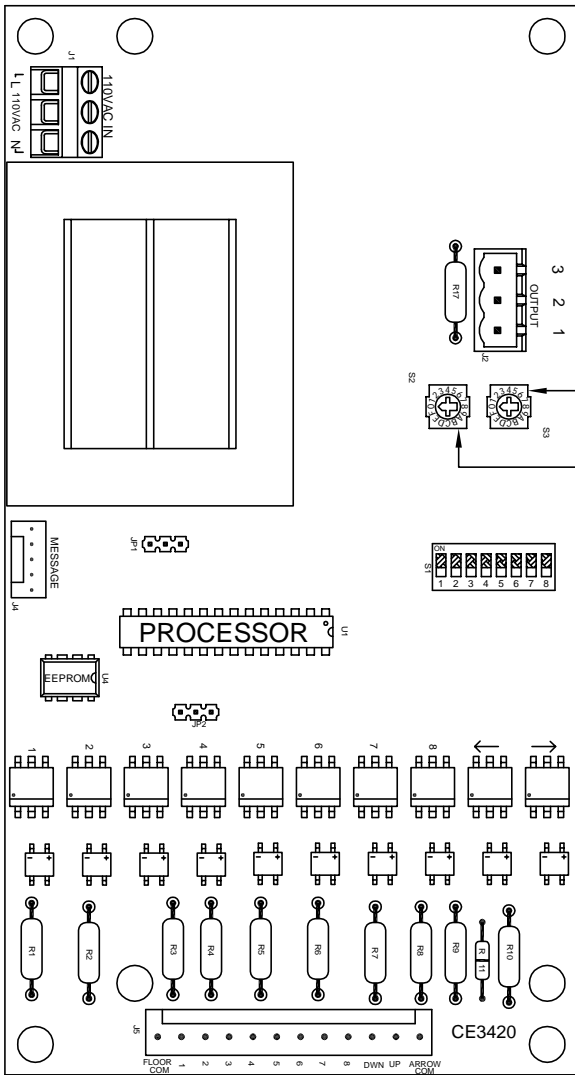 J1
L L 110VAC N
110VAC IN
R17
3 2 1
OUTPUT
J2
S2
S3
MESSAGE
J4
JP1
S1
ON
1 2 3 4 5 6 7 8
PROCESSOR
U1
EEPROM
U4
JP2
1 2 3 4 5 6 7 8
R1
R2
R3
R4
R5
R6
R7
R8
R9
R 11
R10
J5
CE3420
FLOOR COM 1 2 3 4 5 6 7 8 DWN UP ARROW COM